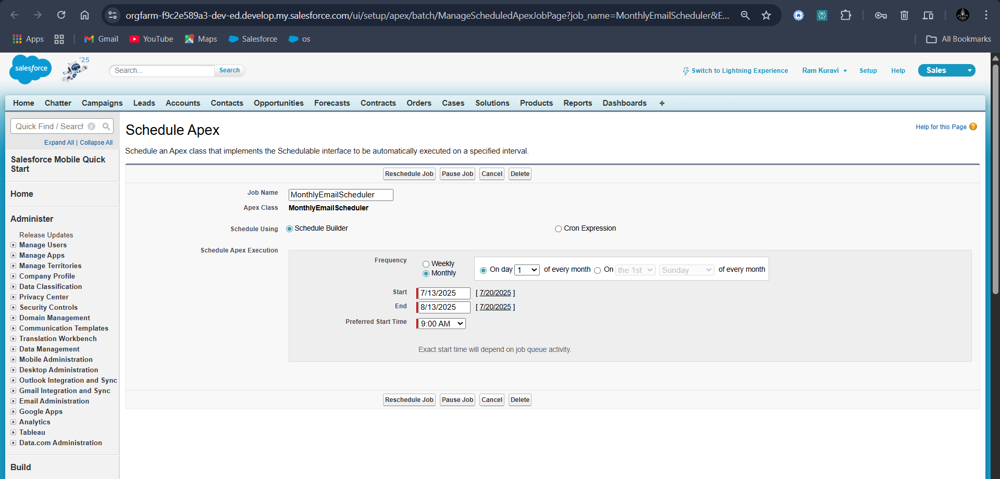 orgfarm-f9c2e589a3-dev-ed.develop.my.salesforce.com/ui/setup/apex/batch/ManageScheduledApexJobPage?job_name=MonthlyEmailScheduler&E...
Apps Gmail YouTube Maps Salesforce os All Bookmarks
salesforce '25 Search... Search Switch to Lightning Experience Ram Kuravi Setup Help Sales
Home Chatter Campaigns Leads Accounts Contacts Opportunities Forecasts Contracts Orders Cases Solutions Products Reports Dashboards +
Quick Find / Search
Expand All | Collapse All
Salesforce Mobile Quick
Start
Home
Administer
Release Updates
Manage Users
Manage Apps
Manage Territories
Company Profile
Data Classification
Privacy Center
Security Controls
Domain Management
Communication Templates
Translation Workbench
Data Management
Mobile Administration
Desktop Administration
Outlook Integration and Sync
Gmail Integration and Sync
Email Administration
Google Apps
Analytics
Tableau
Data.com Administration
Build
Schedule Apex
Help for this Page ?
Schedule an Apex class that implements the Schedulable interface to be automatically executed on a specified interval.
Reschedule Job Pause Job Cancel Delete
Job Name MonthlyEmailScheduler
Apex Class MonthlyEmailScheduler
Schedule Using Schedule Builder Cron Expression
Schedule Apex Execution
Frequency Weekly
Monthly
On day 1 of every month On the 1st Sunday of every month
Start 7/13/2025 [ 7/20/2025 ]
End 8/13/2025 [ 7/20/2025 ]
Preferred Start Time 9:00 AM
Exact start time will depend on job queue activity.
Reschedule Job Pause Job Cancel Delete